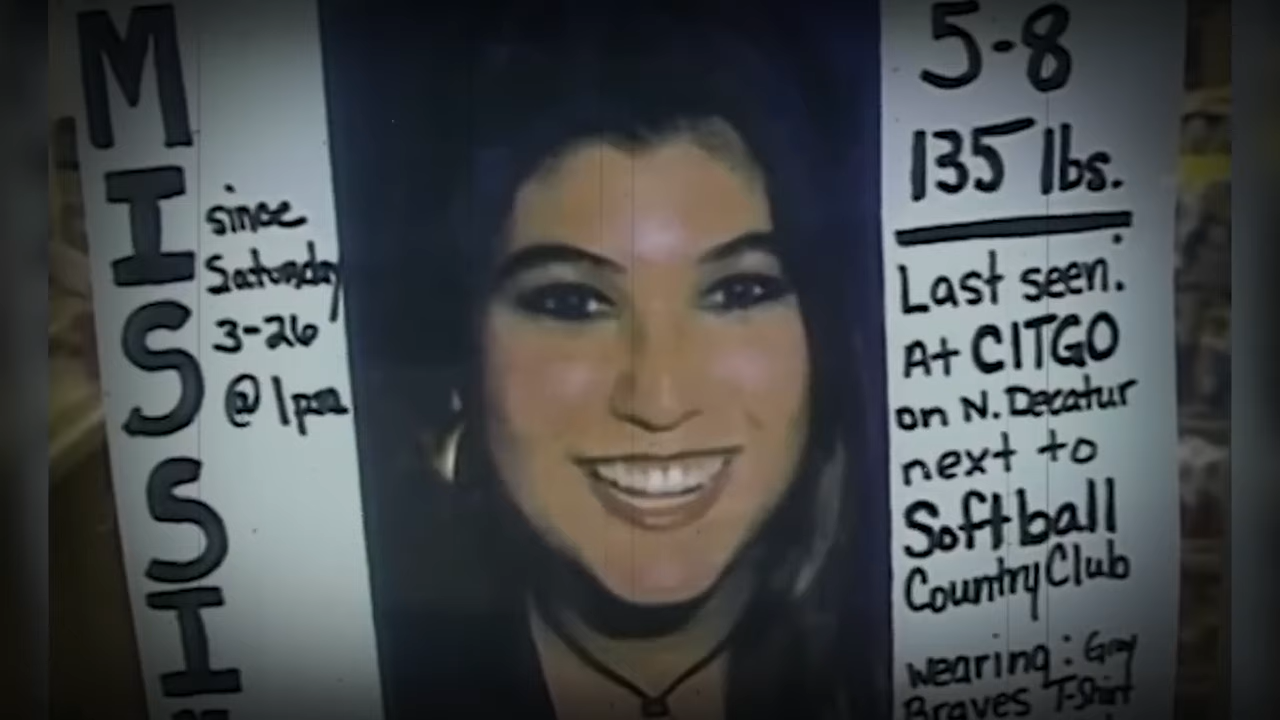 MISSI
since
Saturday
3-26
@ 1pm
5-8
135 lbs.
Last seen:
At CITGO
on N. Decatur
next to
Softball
Country Club
wearing: Gray
Braves T-Shirt